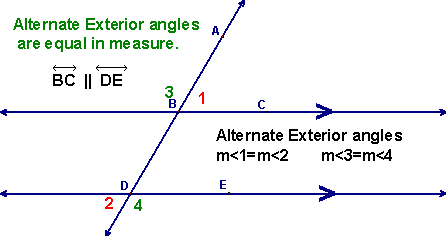 Alternate Exterior angles
are equal in measure.
A
BC || DE
3
1
B
C
Alternate Exterior angles
m<1=m<2 m<3=m<4
D
E
2
4